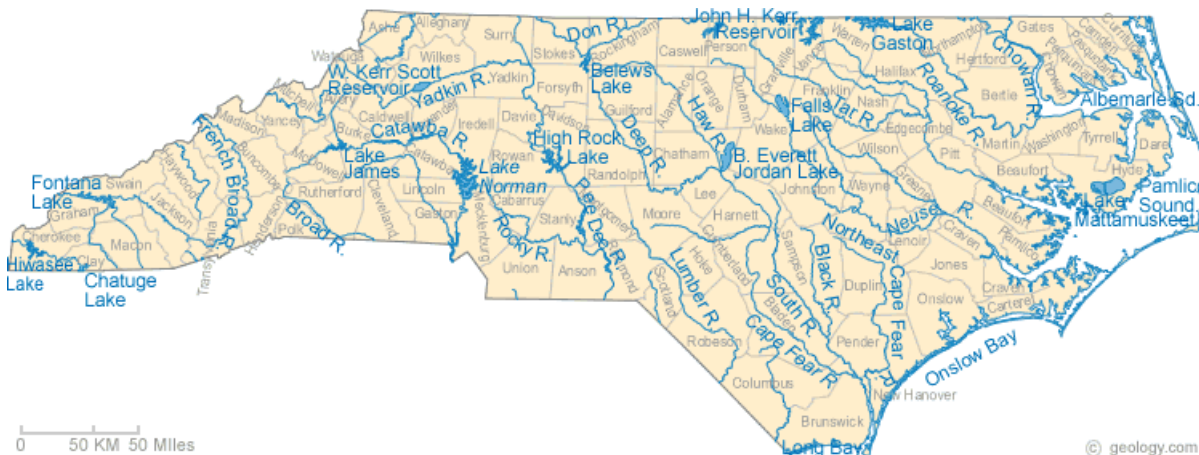 John H. Kerr
Reservoir
Lake
Gaston
Alleghany
Ashe
Surry
Stokes
Rockingham
Caswell
Person
Granville
Vance
Warren
Northampton
Gates
Hertford
Camden
Currituck
Pequimans
Chowan R.
Watauga
Wilkes
Don R.
W. Kerr Scott
Reservoir
Yadkin R.
Yadkin
Forsyth
Belews
Lake
Guilford
Alamance
Orange
Durham
Franklin
Halifax
Roanoke R.
Bertie
Albemarle Sd.
Mitchell
Avery
Caldwell
Davie
Davidson
Haw R.
Falls
Lake
Tar R.
Nash
Edgecombe
Martin
Washington
Tyrrell
Dare
Madison
Yancey
Burke
Catawba R.
Iredell
Deep R.
Wake
Wilson
French Broad R.
Buncombe
McDowell
Lake
James
Catawba
Rowan
High Rock
Lake
Randolph
Chatham
B. Everett
Jordan Lake
Johnston
Pitt
Beaufort
Hyde
Haywood
Rutherford
Cleveland
Lincoln
Lake
Norman
Cabarrus
Lee
Wayne
Greene
Lake
Mattamuskeet
Pamlico
Sound
Fontana
Lake
Swain
Graham
Jackson
Henderson
Polk
Broad R.
Gaston
Mecklenburg
Stanly
Moore
Harnett
Neuse R.
Craven
Beaufort
Pamlico
Cherokee
Macon
Clay
Transylvania
Rocky R.
Pee Dee R.
Lenoir
Hiwasee
Lake
Chatuge
Lake
Union
Anson
Scotland
Hoke
Cumberland
Sampson
Northeast Cape Fear R.
Duplin
Jones
Craven
Carteret
Onslow
Lumber R.
South R.
Black R.
Bladen
Robeson
Cape Fear R.
Pender
Onslow Bay
Columbus
New Hanover
Brunswick
Long Bay
0 50 KM 50 MIles
© geology.com